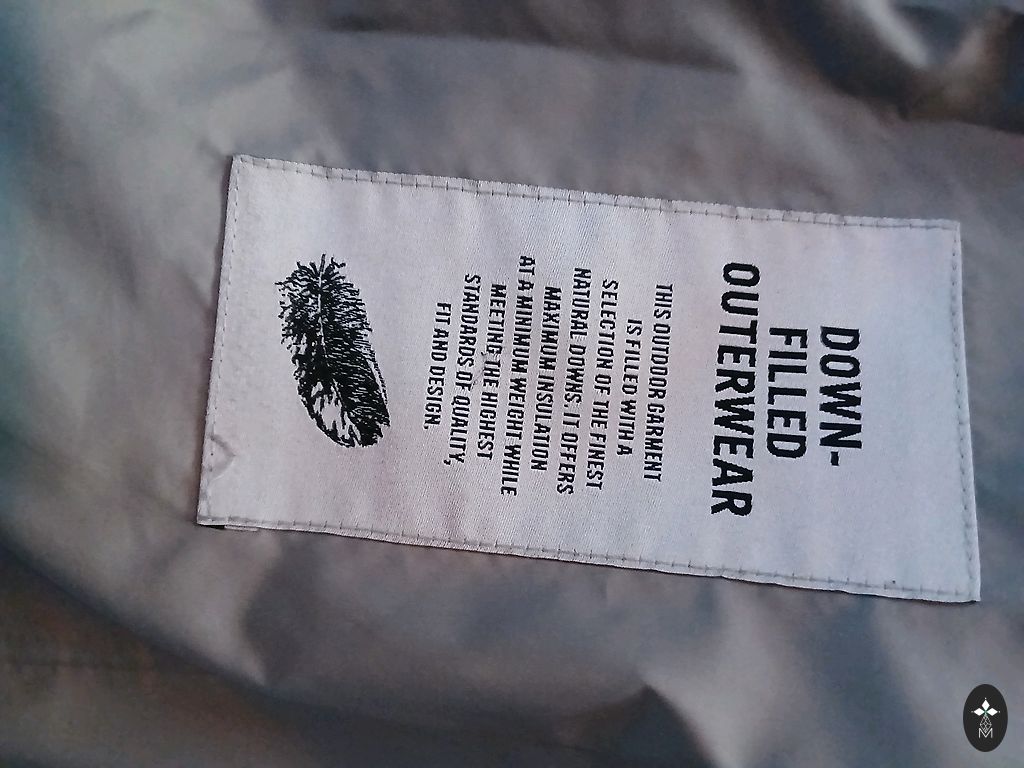 DOWN-
FILLED
OUTERWEAR
THIS OUTDOOR GARMENT
IS FILLED WITH A
SELECTION OF THE FINEST
NATURAL DOWNS. IT OFFERS
MAXIMUM INSULATION
AT A MINIMUM WEIGHT WHILE
MEETING THE HIGHEST
STANDARDS OF QUALITY,
FIT AND DESIGN.
M